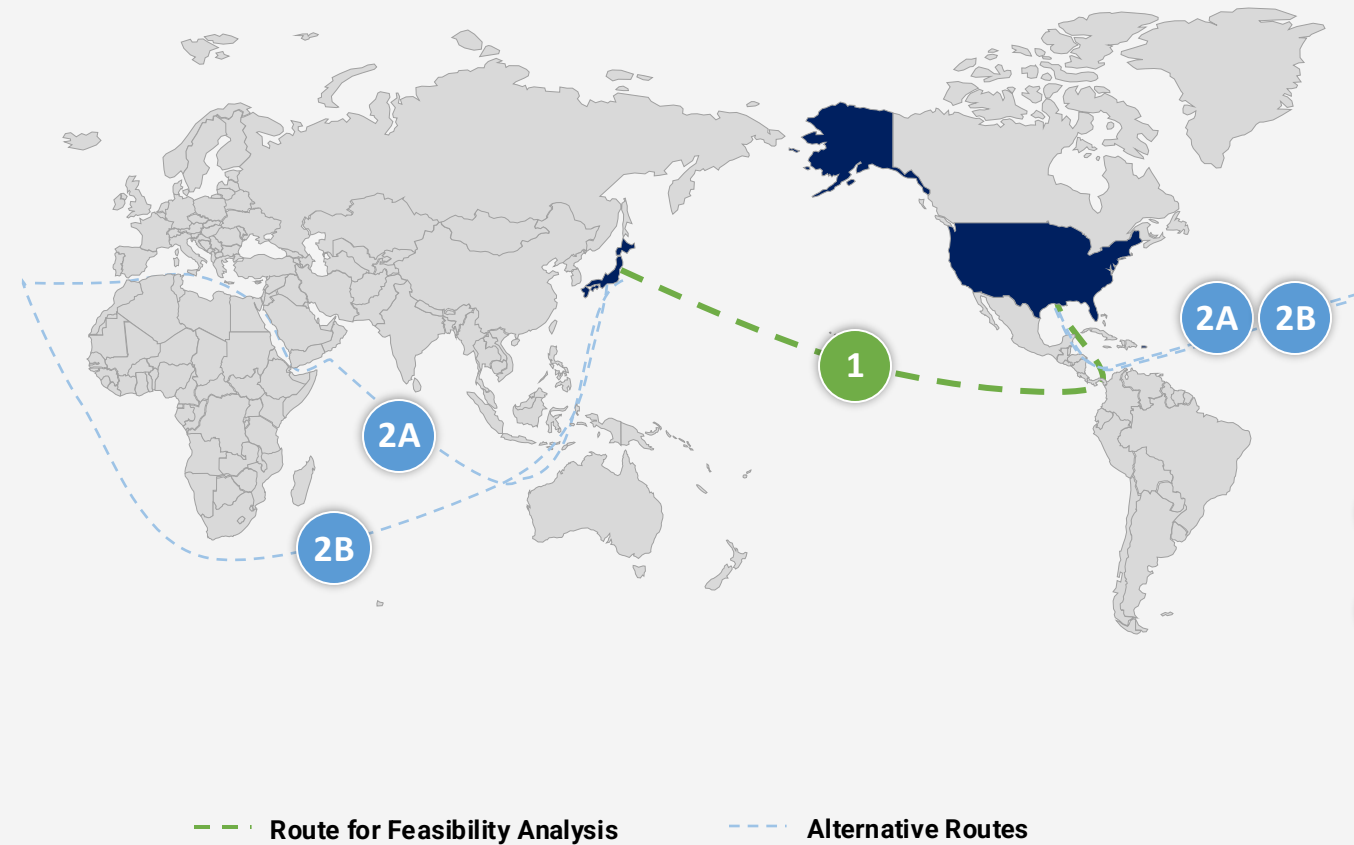 2A 2B
1
2A
2B
Route for Feasibility Analysis
Alternative Routes